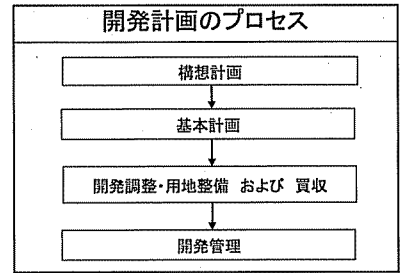 開発計画のプロセス
構想計画
基本計画
開発調整・用地整備 および 買収
開発管理